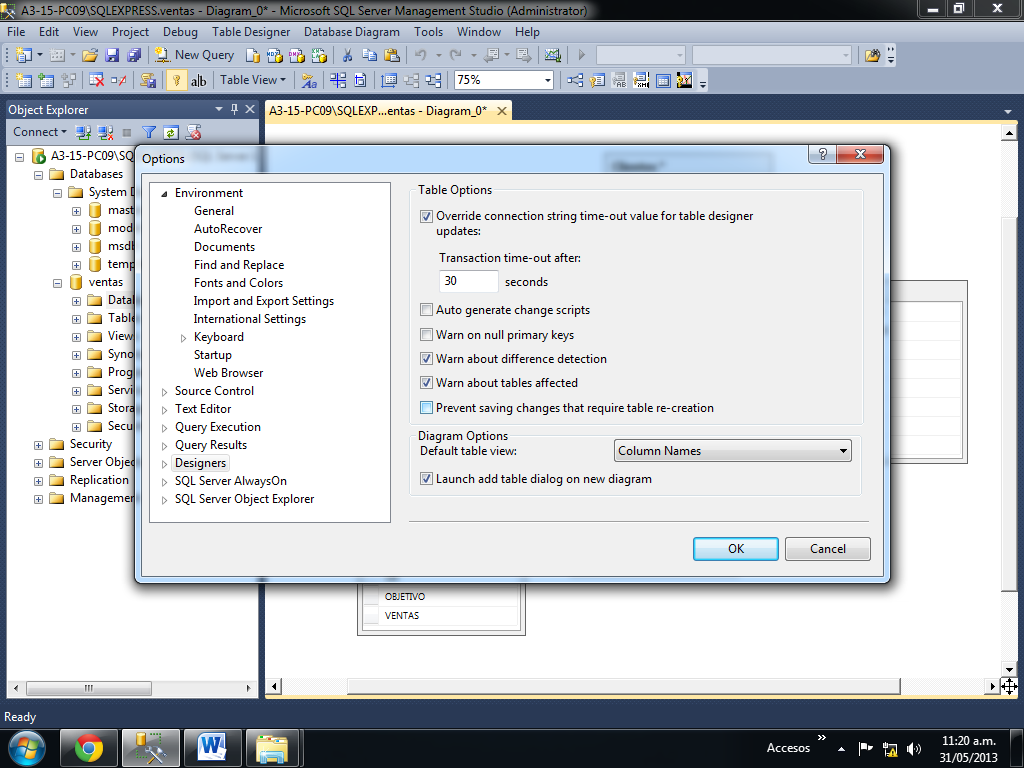 A3-15-PC09\SQLEXPRESS.ventas - Diagram_0* - Microsoft SQL Server Management Studio (Administrator)
File Edit View Project Debug Table Designer Database Diagram Tools Window Help
New Query
Table View 75%
Object Explorer
A3-15-PC09\SQLEXP...entas - Diagram_0*
Connect
A3-15-PC09\SQ
Databases
System D
mast
mod
msdb
temp
ventas
Datab
Table
View
Syno
Prog
Servi
Stora
Secu
Security
Server Objec
Replication
Managemen
Options
Environment
General
AutoRecover
Documents
Find and Replace
Fonts and Colors
Import and Export Settings
International Settings
Keyboard
Startup
Web Browser
Source Control
Text Editor
Query Execution
Query Results
Designers
SQL Server AlwaysOn
SQL Server Object Explorer
Table Options
Override connection string time-out value for table designer
updates:
Transaction time-out after:
30 seconds
Auto generate change scripts
Warn on null primary keys
Warn about difference detection
Warn about tables affected
Prevent saving changes that require table re-creation
Diagram Options
Default table view: Column Names
Launch add table dialog on new diagram
OK Cancel
OBJETIVO
VENTAS
Ready
Accesos
11:20 a.m.
31/05/2013